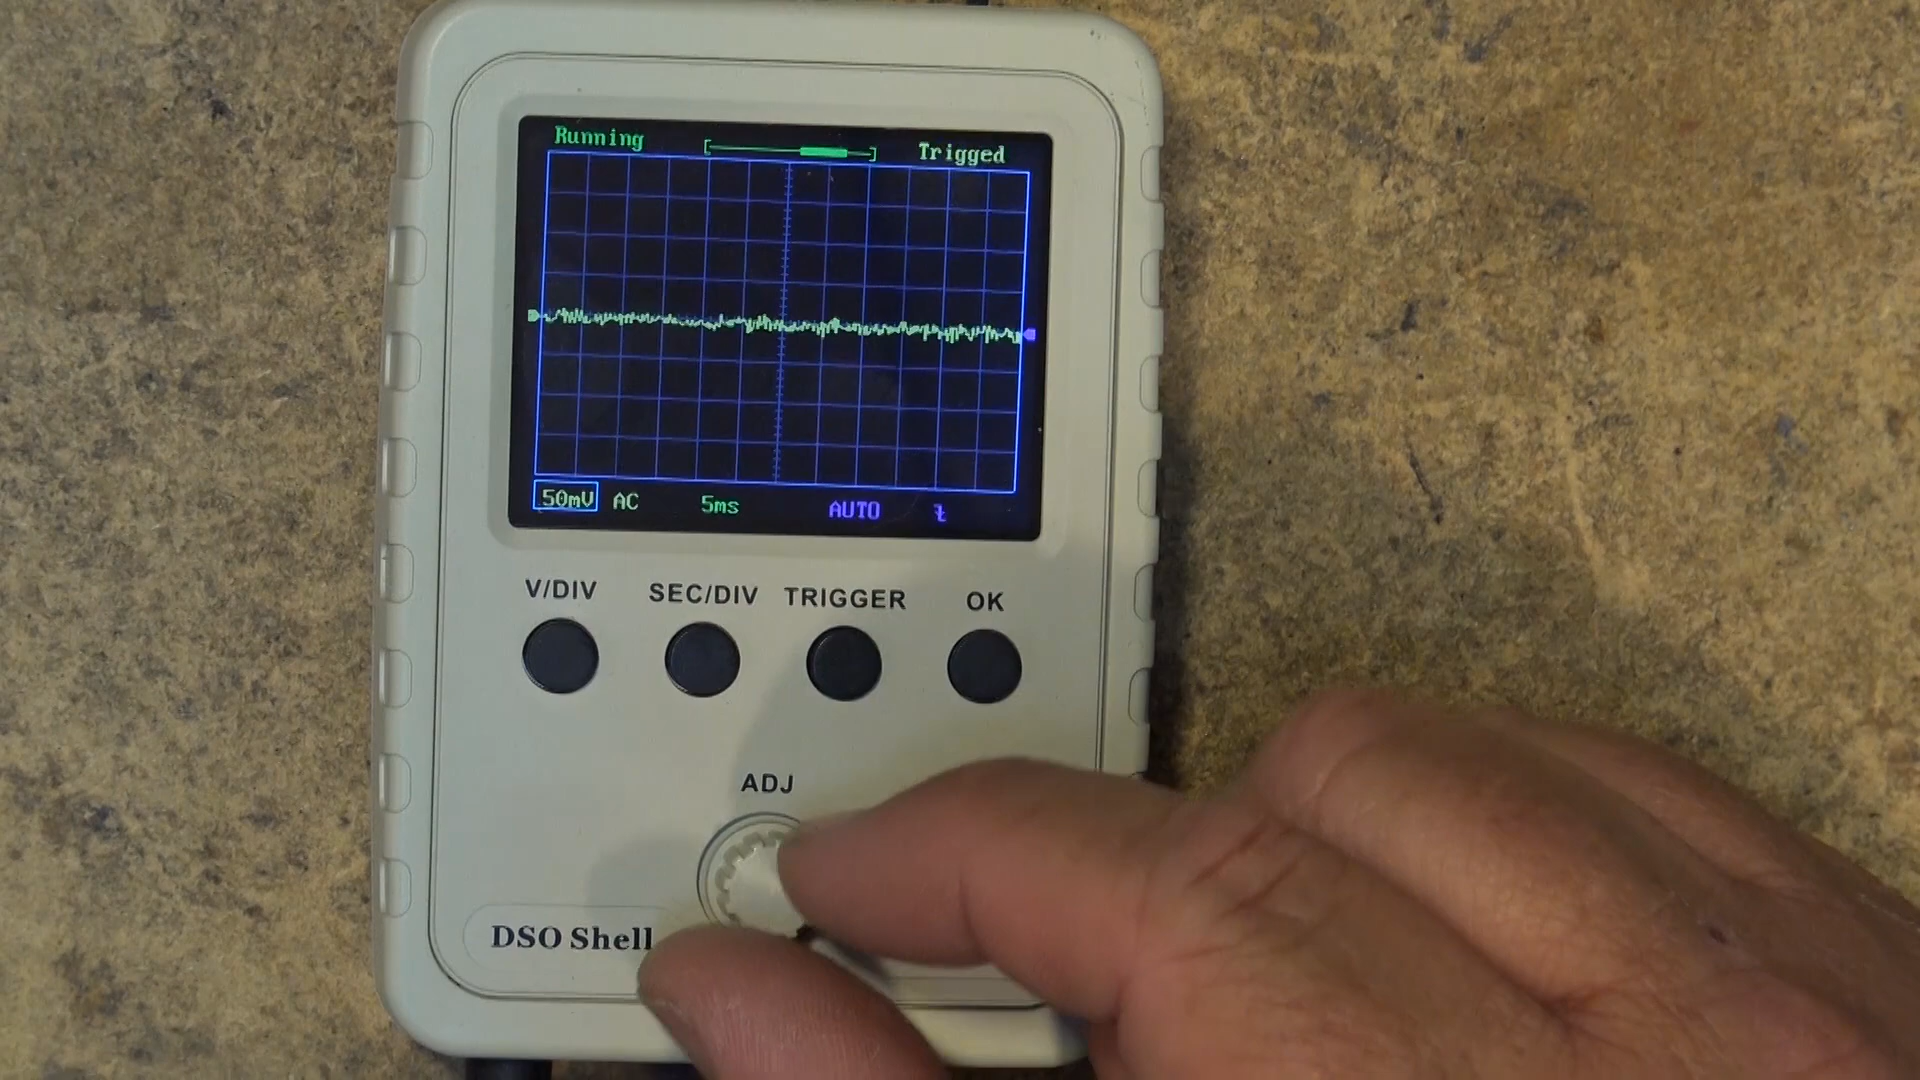 Running Trigged
50mV AC 5ms AUTO
V/DIV SEC/DIV TRIGGER OK
ADJ
DSO Shell